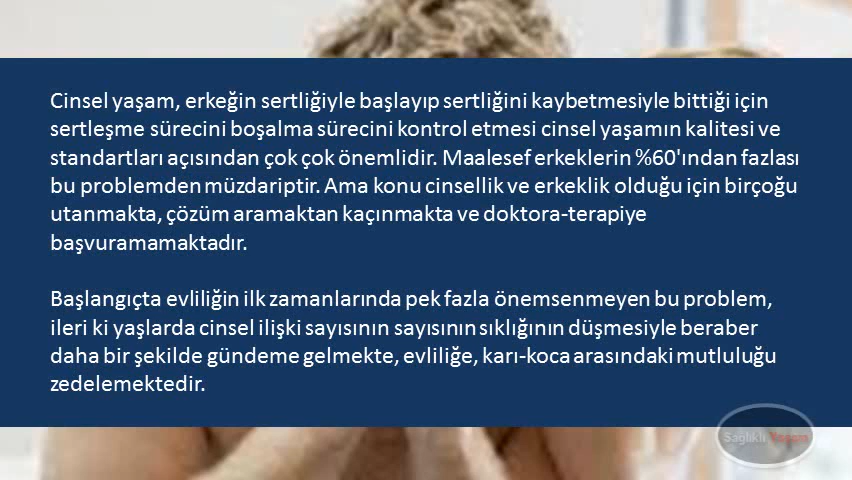 Cinsel yaşam, erkeğin sertliğiyle başlayıp sertliğini kaybetmesiyle bittiği için
sertleşme sürecini boşalma sürecini kontrol etmesi cinsel yaşamın kalitesi ve
standartları açısından çok çok önemlidir. Maalesef erkeklerin %60'ından fazlası
bu problemden müzdariptir. Ama konu cinsellik ve erkeklik olduğu için birçoğu
utanmakta, çözüm aramaktan kaçınmakta ve doktora-terapiye
başvuramamaktadır.
Başlangıçta evliliğin ilk zamanlarında pek fazla önemsenmeyen bu problem,
ileri ki yaşlarda cinsel ilişki sayısının sayısının sıklığının düşmesiyle beraber
daha bir şekilde gündeme gelmekte, evliliğe, karı-koca arasındaki mutluluğu
zedelemektedir.
Sağlıklı Yaşam